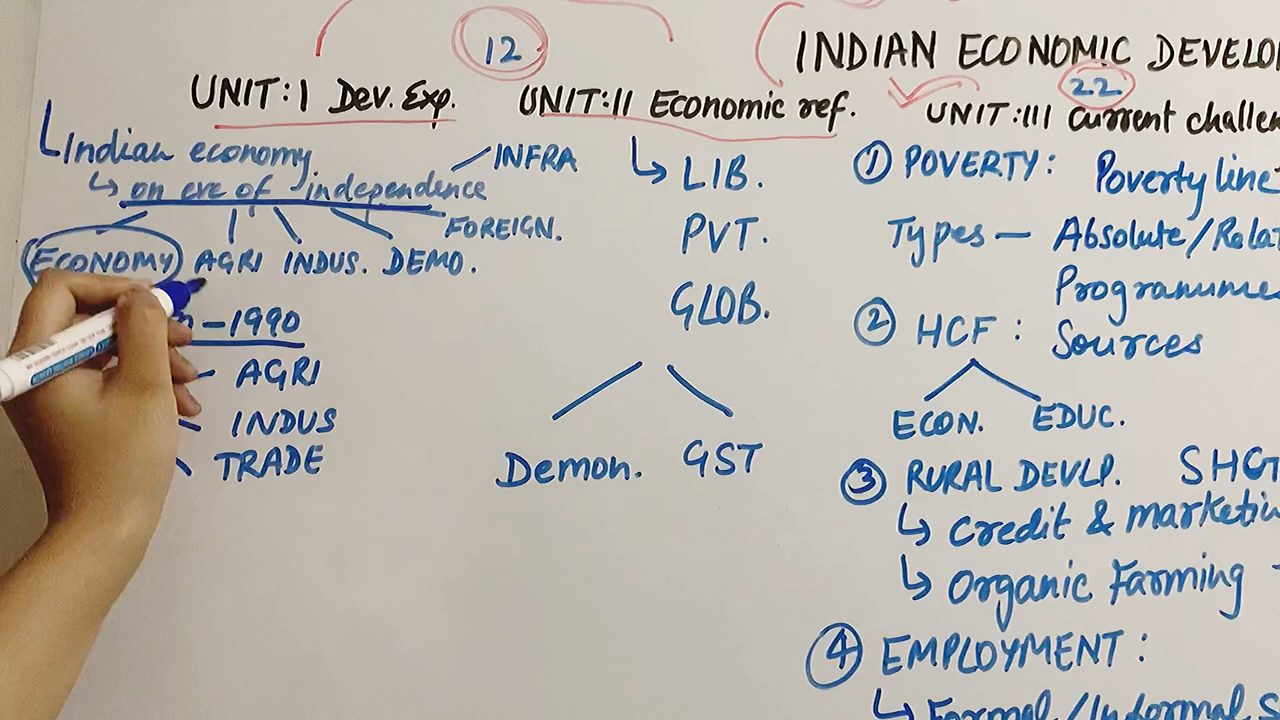 12
INDIAN ECONOMIC DEVELO
UNIT:I Dev. Exp.
Indian economy
↳ on eve of independence
INFRA
FOREIGN.
ECONOMY AGRI INDUS. DEMO.
-1990
- AGRI
INDUS
TRADE
UNIT:II Economic ref.
↳ LIB.
PVT.
GLOB.
Demon. GST
22
UNIT:III Current challen
① POVERTY: Poverty line
Types — Absolute/Relat
Programme
Sources
② HCF:
ECON. EDUC.
③ RURAL DEVLP. SHG
↳ Credit & marketin
↳ Organic Farming -
④ EMPLOYMENT:
↳ Formal/Informal S